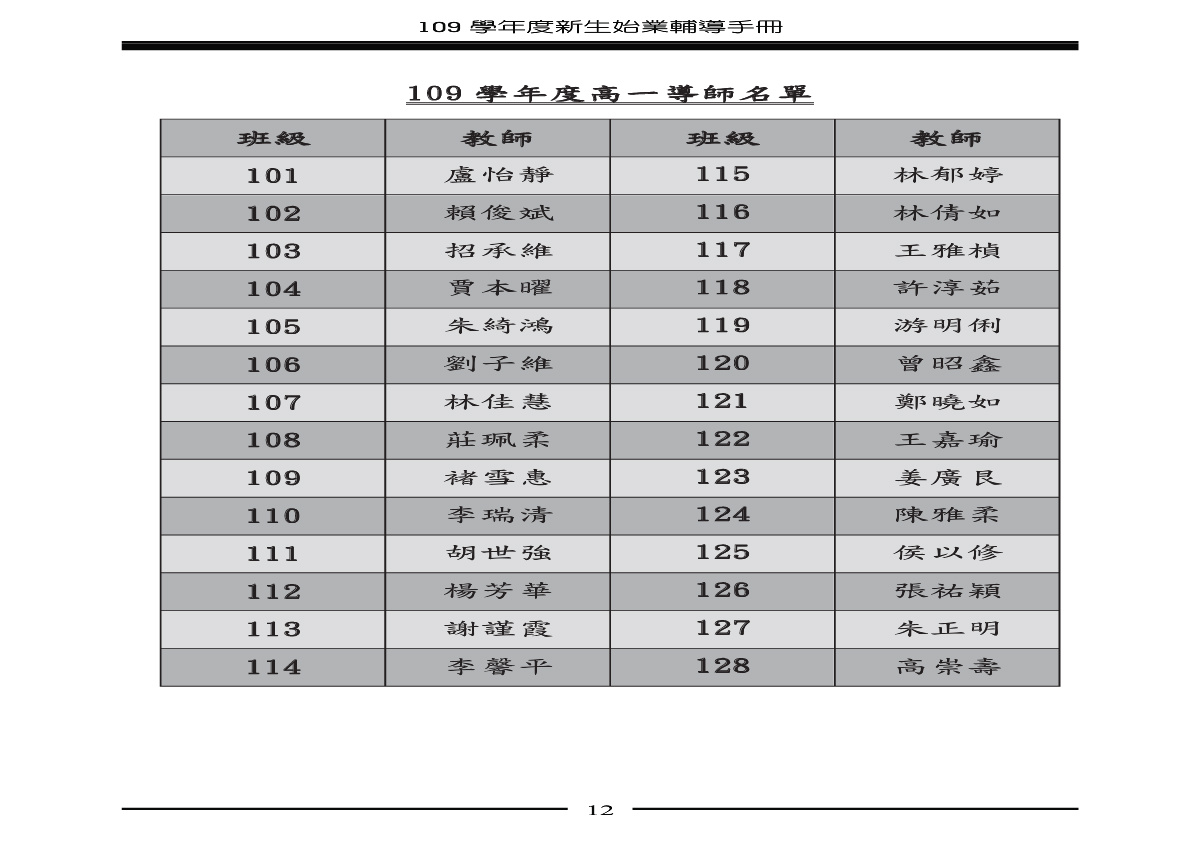 109 學年度新生始業輔導手冊
109 學年度高一導師名單
班級 教師 班級 教師
101 盧怡靜 115 林郁婷
102 賴俊斌 116 林倩如
103 招承維 117 王雅楨
104 賈本曜 118 許淳茹
105 朱綺鴻 119 游明俐
106 劉子維 120 曾昭鑫
107 林佳慧 121 鄭曉如
108 莊珮柔 122 王嘉瑜
109 褚雪惠 123 姜廣艮
110 李瑞清 124 陳雅柔
111 胡世強 125 侯以修
112 楊芳華 126 張祐穎
113 謝謹霞 127 朱正明
114 李馨平 128 高崇壽
12